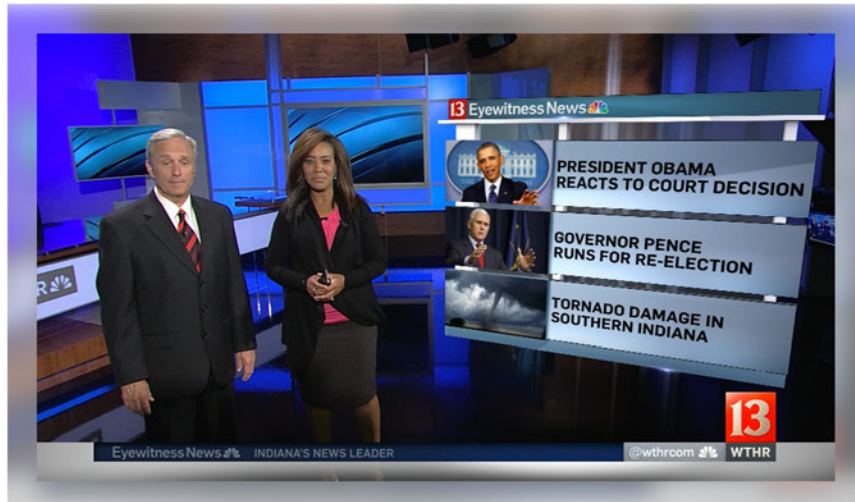 13 Eyewitness News
PRESIDENT OBAMA
REACTS TO COURT DECISION
GOVERNOR PENCE
RUNS FOR RE-ELECTION
TORNADO DAMAGE IN
SOUTHERN INDIANA
R
13
Eyewitness News INDIANA'S NEWS LEADER
@wthrcom
WTHR